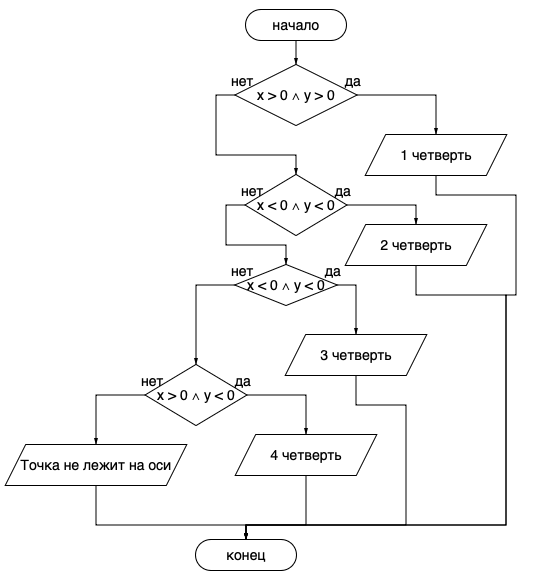 начало
нет
да
x > 0 ∧ y > 0
1 четверть
нет
да
x < 0 ∧ y < 0
2 четверть
нет
да
x < 0 ∧ y < 0
3 четверть
нет
да
x > 0 ∧ y < 0
Точка не лежит на оси
4 четверть
конец